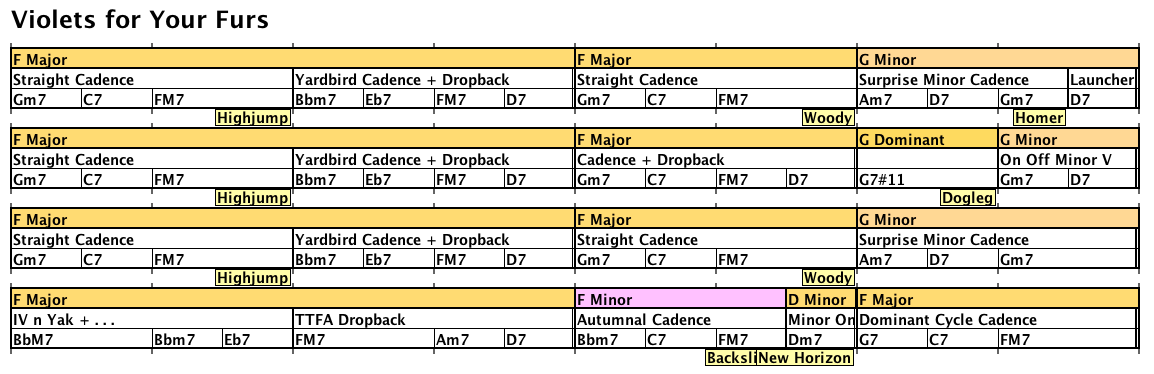 Violets for Your Furs
F Major F Major G Minor
Straight Cadence Yardbird Cadence + Dropback Straight Cadence Surprise Minor Cadence Launcher
Gm7 C7 FM7 Bbm7 Eb7 FM7 D7 Gm7 C7 FM7 Am7 D7 Gm7 D7
Highjump Woody Homer
F Major F Major G Dominant G Minor
Straight Cadence Yardbird Cadence + Dropback Cadence + Dropback On Off Minor V
Gm7 C7 FM7 Bbm7 Eb7 FM7 D7 Gm7 C7 FM7 D7 G7#11 Gm7 D7
Highjump Dogleg
F Major F Major G Minor
Straight Cadence Yardbird Cadence + Dropback Straight Cadence Surprise Minor Cadence
Gm7 C7 FM7 Bbm7 Eb7 FM7 D7 Gm7 C7 FM7 Am7 D7 Gm7
Highjump Woody
F Major F Minor D Minor F Major
IV n Yak + . . . TTFA Dropback Autumnal Cadence Minor On Dominant Cycle Cadence
BbM7 Bbm7 Eb7 FM7 Am7 D7 Bbm7 C7 FM7 Dm7 G7 C7 FM7
Backsli New Horizon